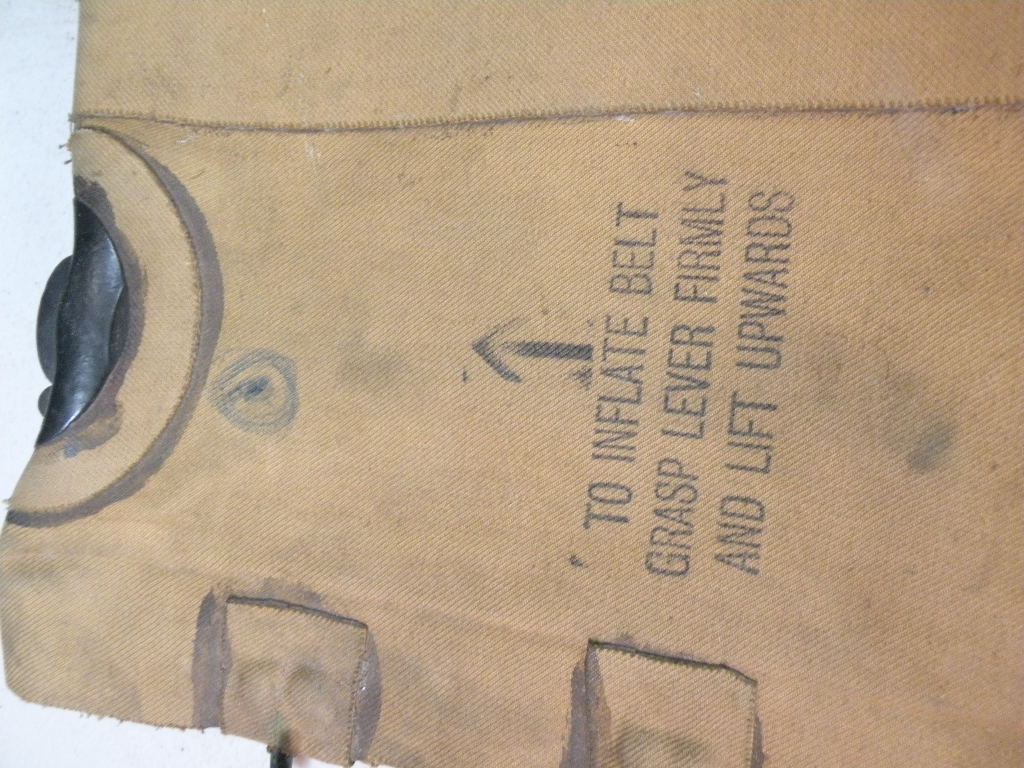 TO INFLATE BELT
GRASP LEVER FIRMLY
AND LIFT UPWARDS